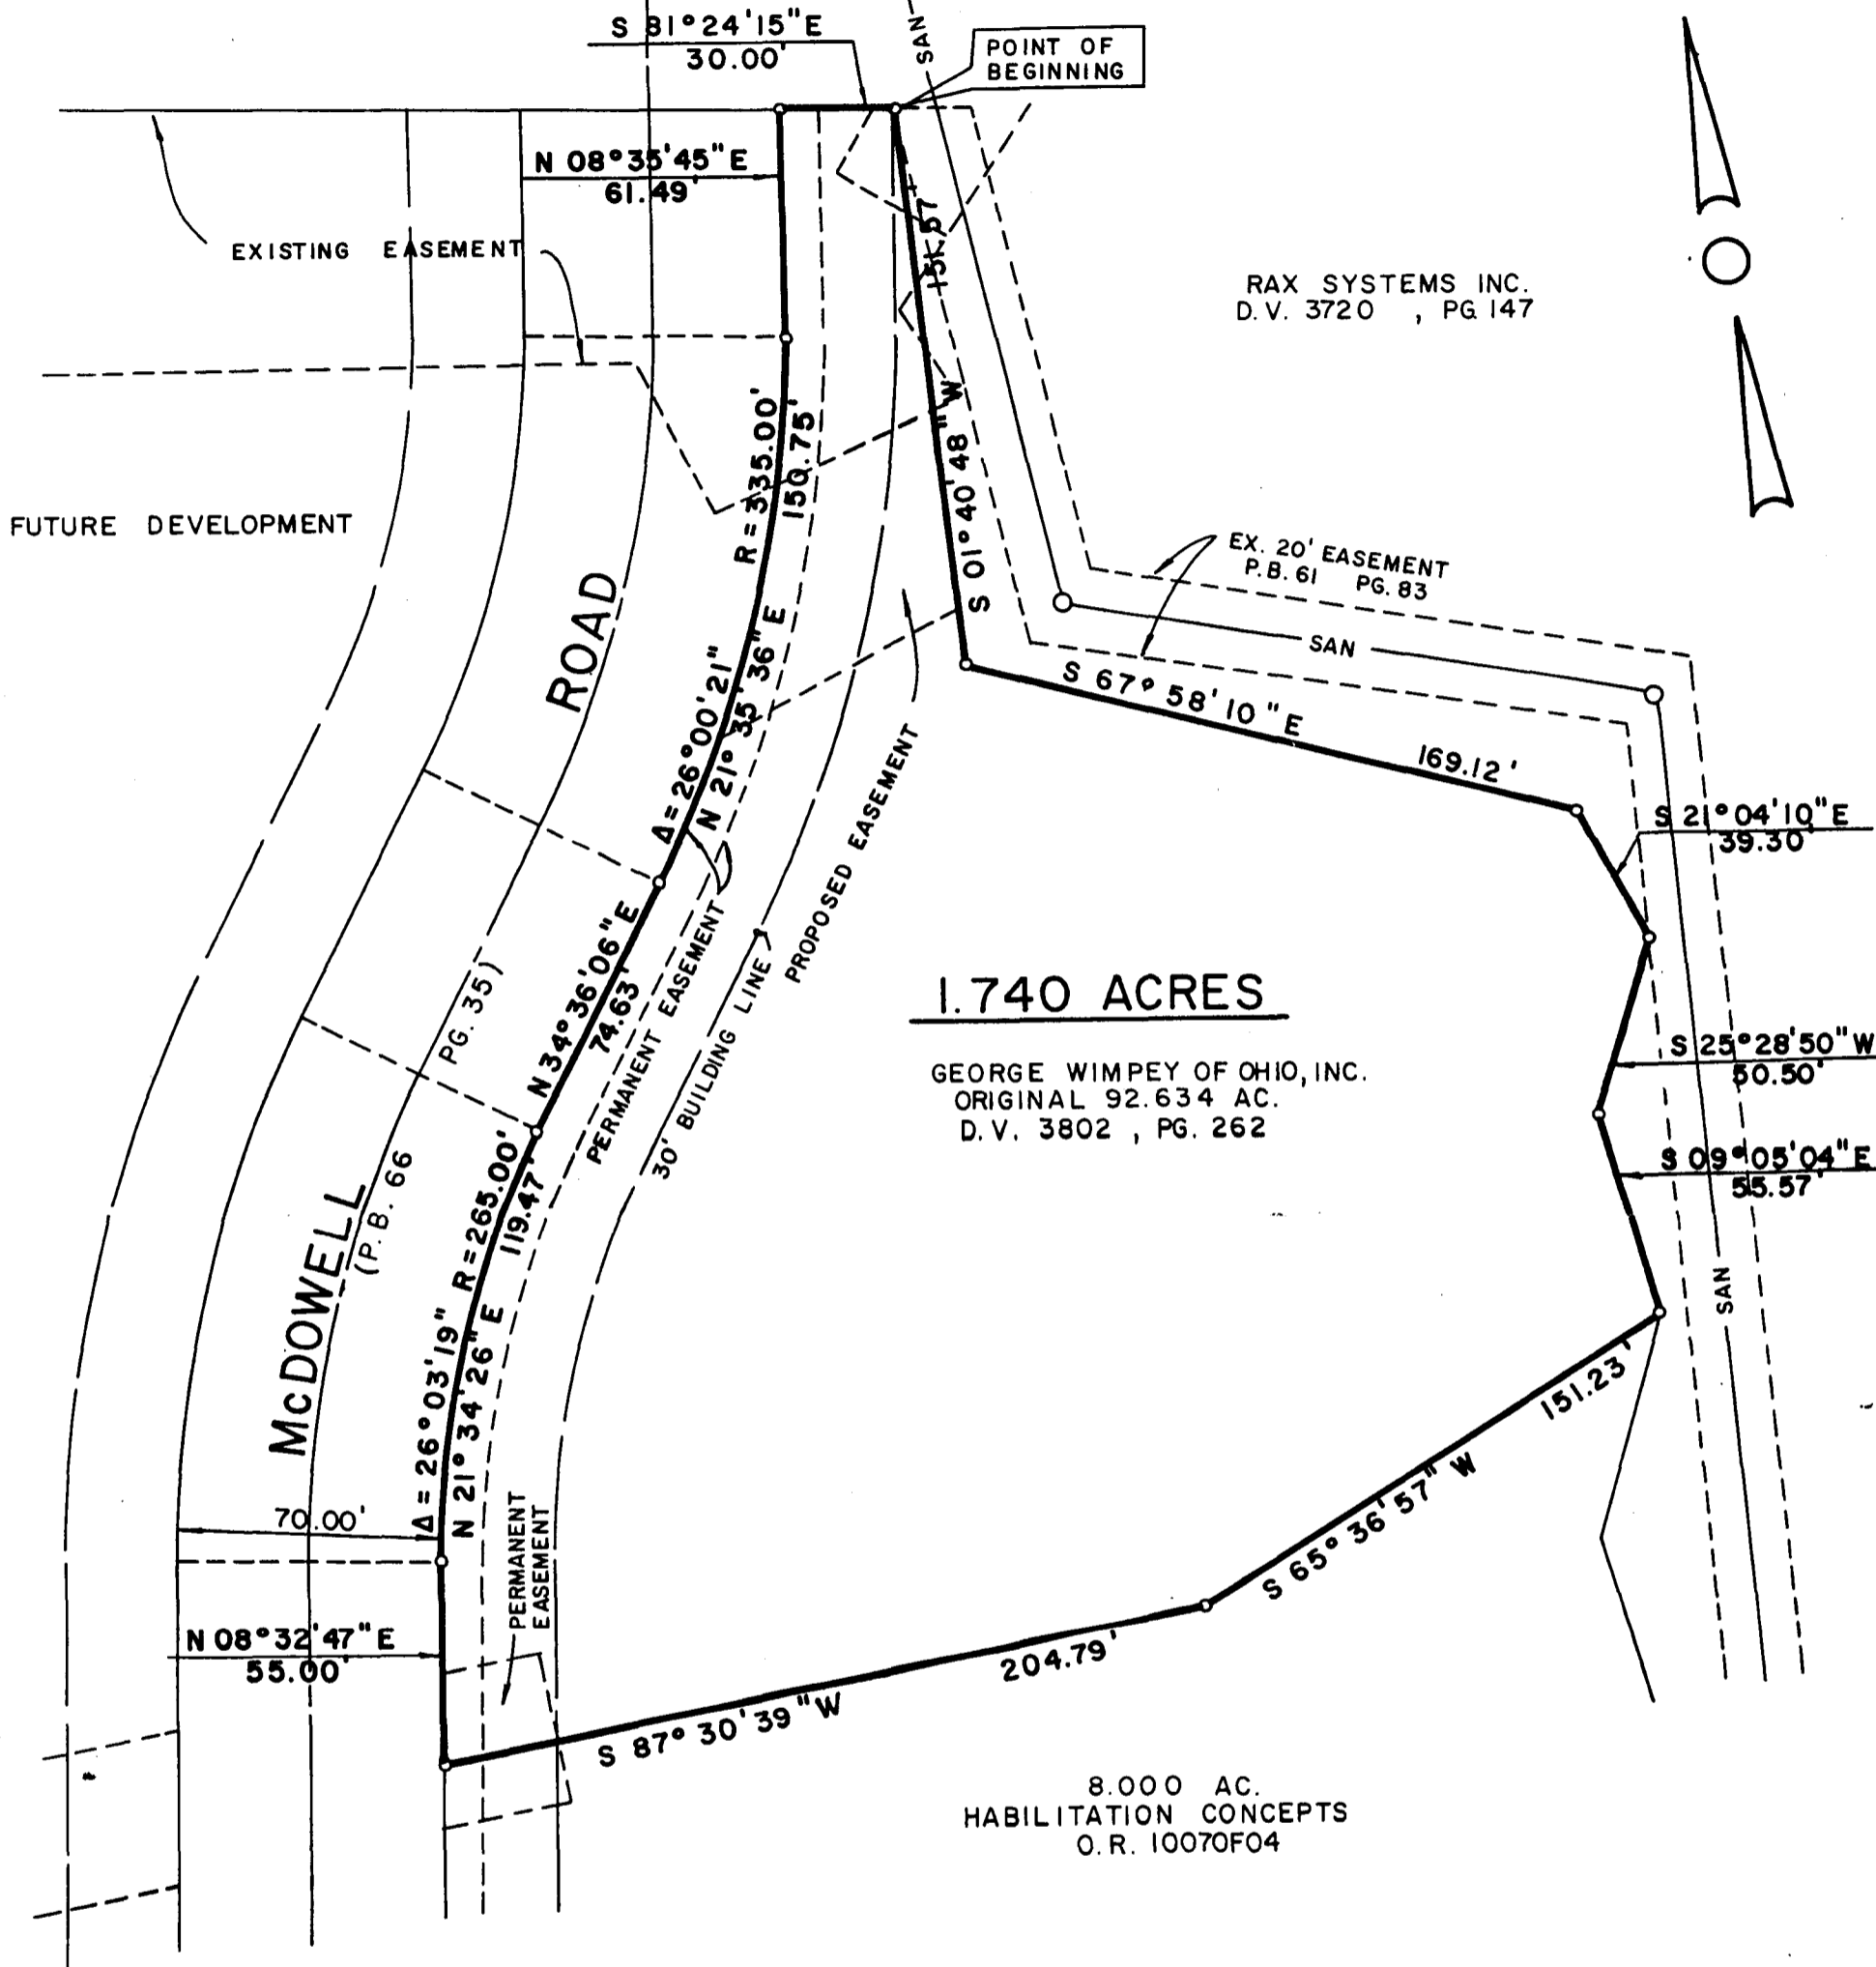 S 81°24'15"E
30.00'
SAN
POINT OF
BEGINNING
N 08°35'45"E
61.49'
EXISTING EASEMENT
RAX SYSTEMS INC.
D.V. 3720 , PG 147
151.57
S 01°40'48" W
R = 335.00'
150.75'
Δ = 26°00'21"
N 21° 35' 36" E
FUTURE DEVELOPMENT
EX. 20' EASEMENT
P.B. 61 PG. 83
SAN
S 67° 58' 10" E
169.12'
S 21°04'10"E
39.30'
McDOWELL ROAD
(P.B. 66 PG. 35)
N 34°36'06"E
74.63'
PERMANENT EASEMENT
30' BUILDING LINE
PROPOSED EASEMENT
1.740 ACRES
GEORGE WIMPEY OF OHIO, INC.
ORIGINAL 92.634 AC.
D.V. 3802 , PG. 262
S 25°28'50"W
50.50'
S 09°05'04"E
55.57'
SAN
Δ = 26°03'19" R = 265.00'
N 21°34'26" E 119.47'
70.00'
PERMANENT
EASEMENT
N 08°32'47"E
55.00'
S 65° 36' 57" W
151.23'
S 87° 30' 39" W
204.79'
8.000 AC.
HABILITATION CONCEPTS
O.R. 10070F04